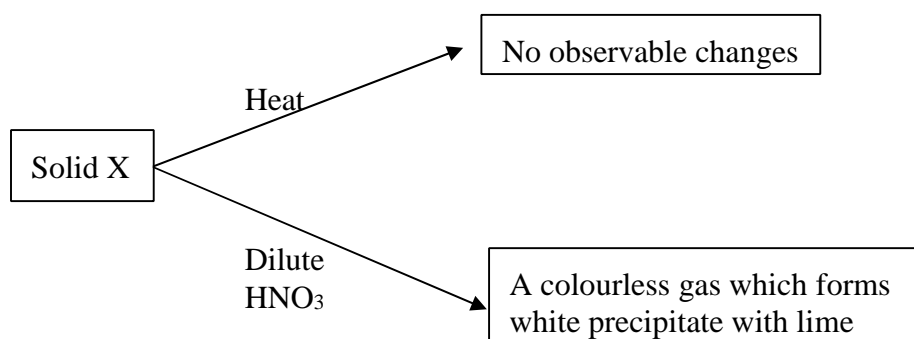 No observable changes
Heat
Solid X
Dilute
HNO₃
A colourless gas which forms
white precipitate with lime